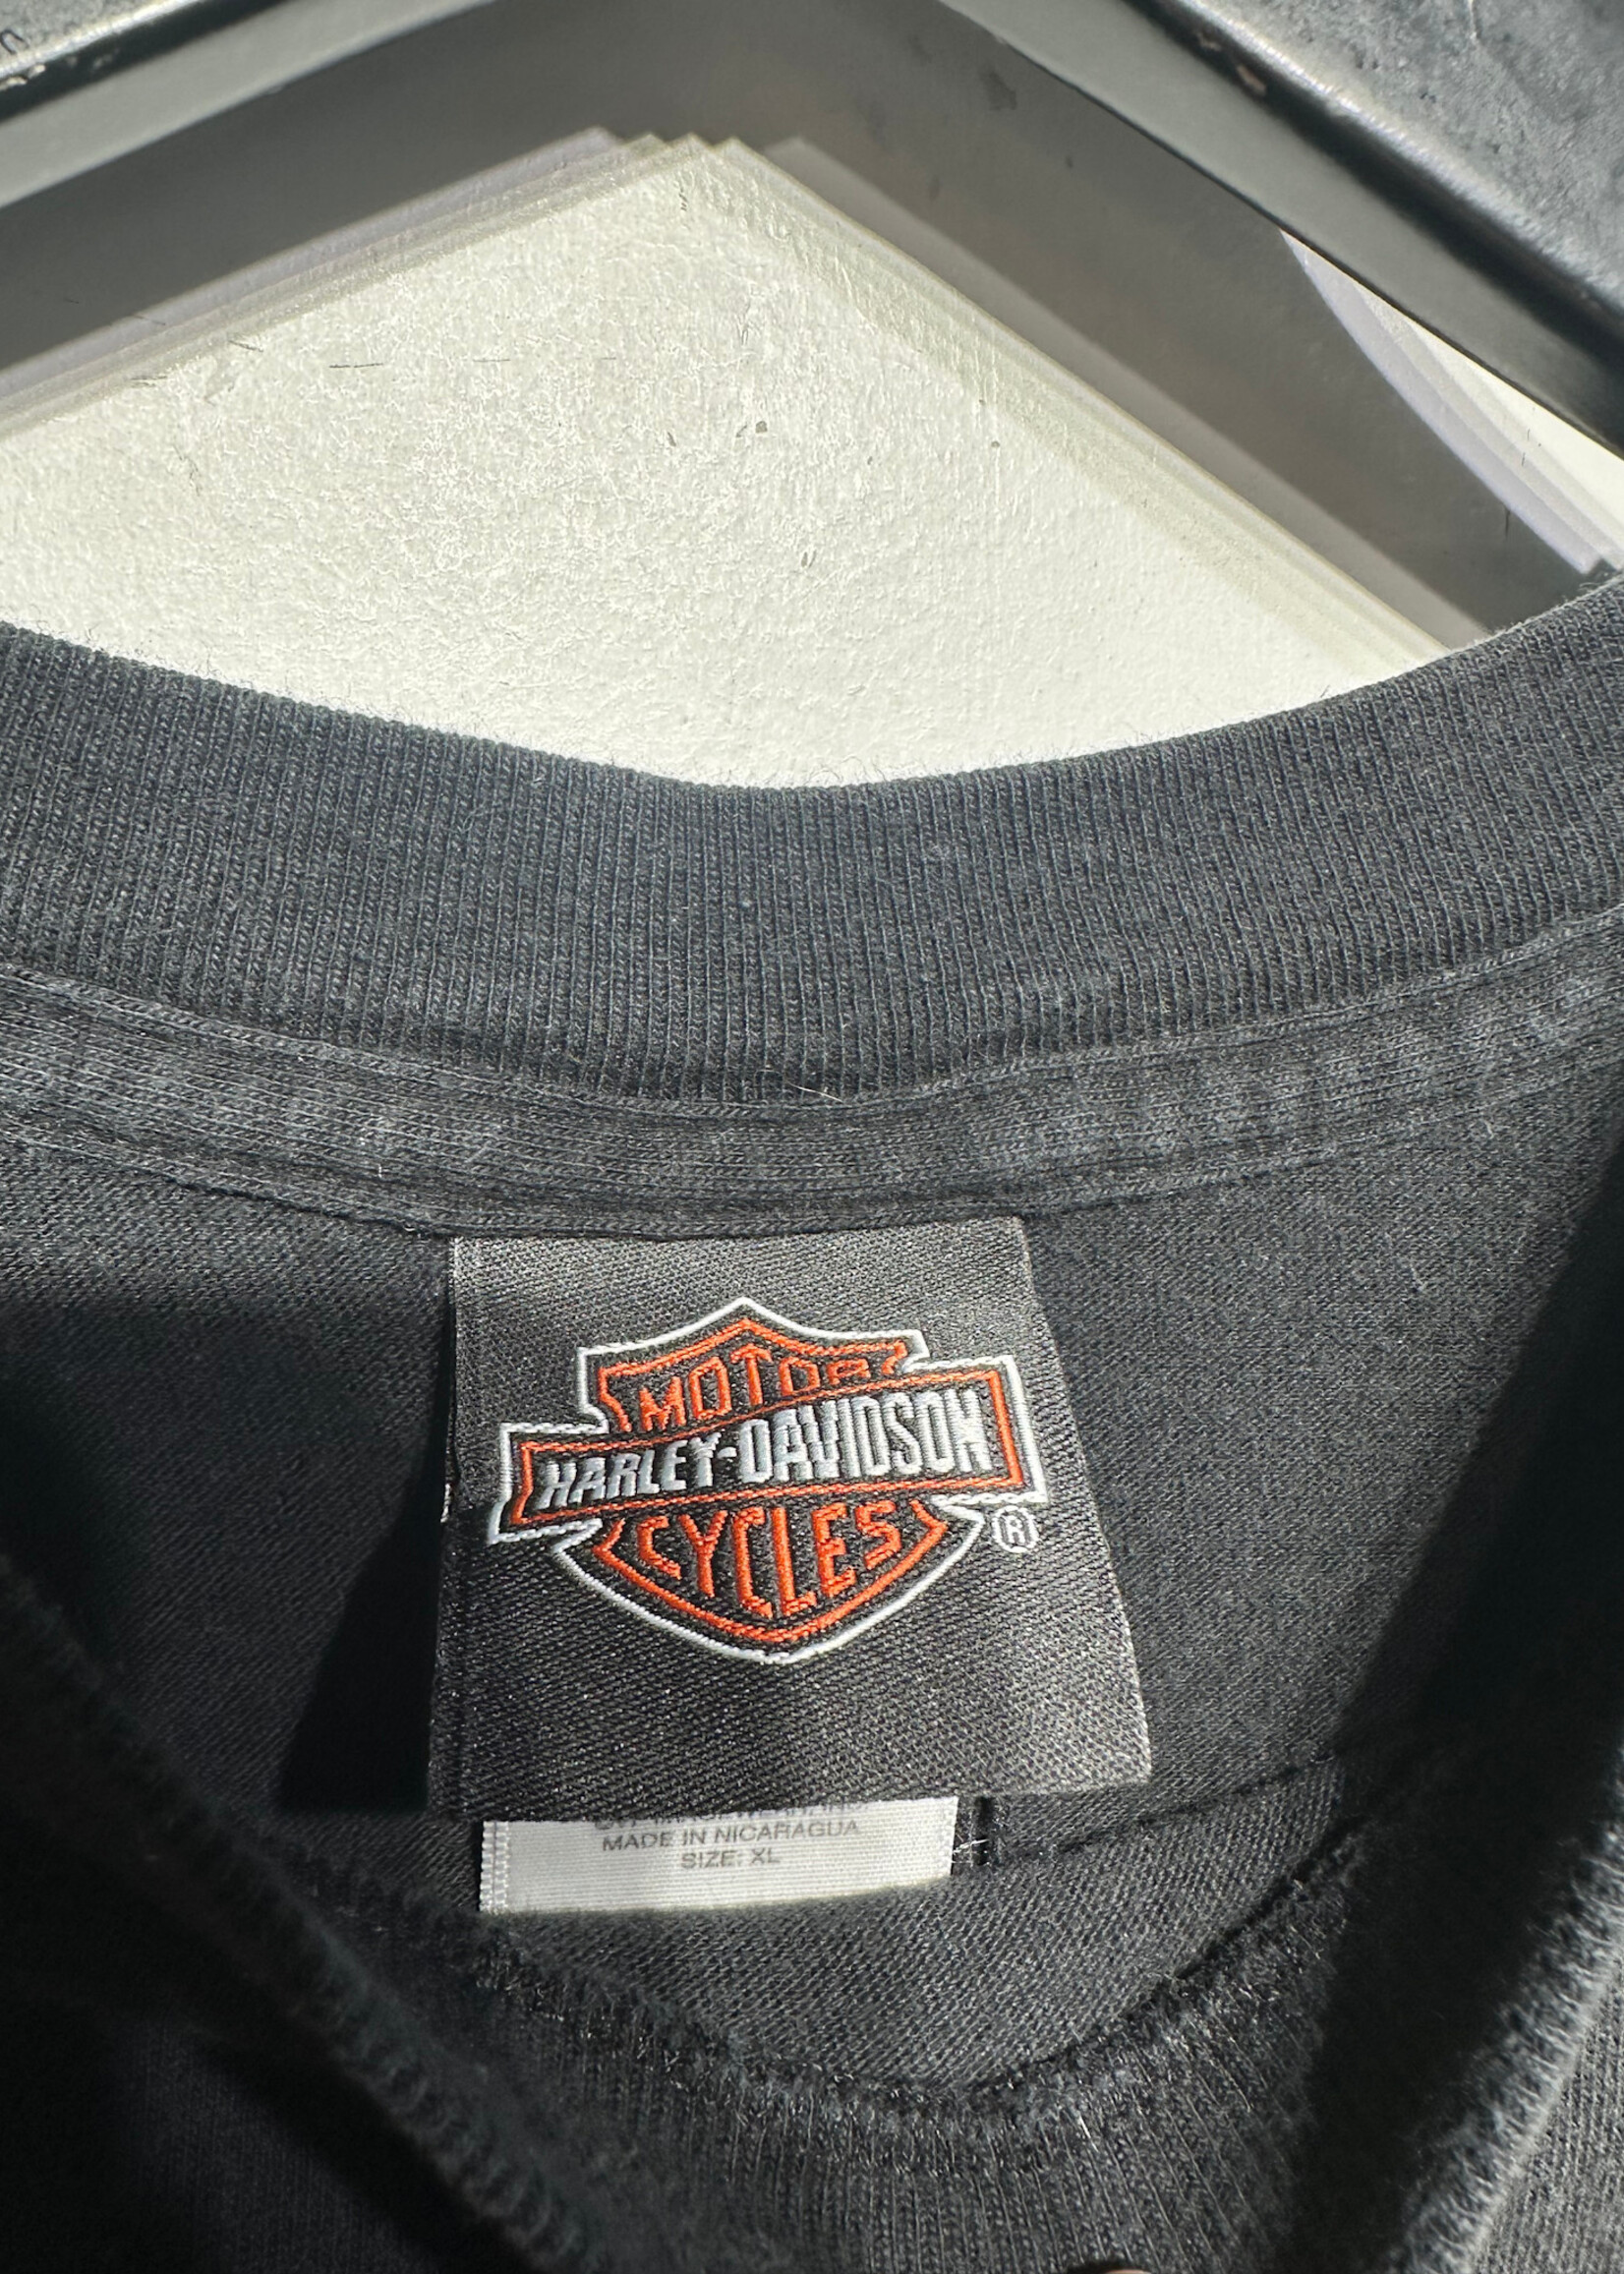 MOTOR
HARLEY-DAVIDSON
CYCLES
®
MADE IN NICARAGUA
SIZE: XL